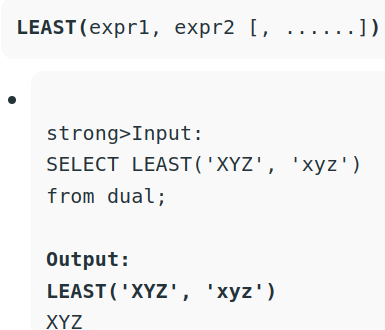 LEAST(expr1, expr2 [, ......])
strong>Input:
SELECT LEAST('XYZ', 'xyz')
from dual;
Output:
LEAST('XYZ', 'xyz')
XYZ